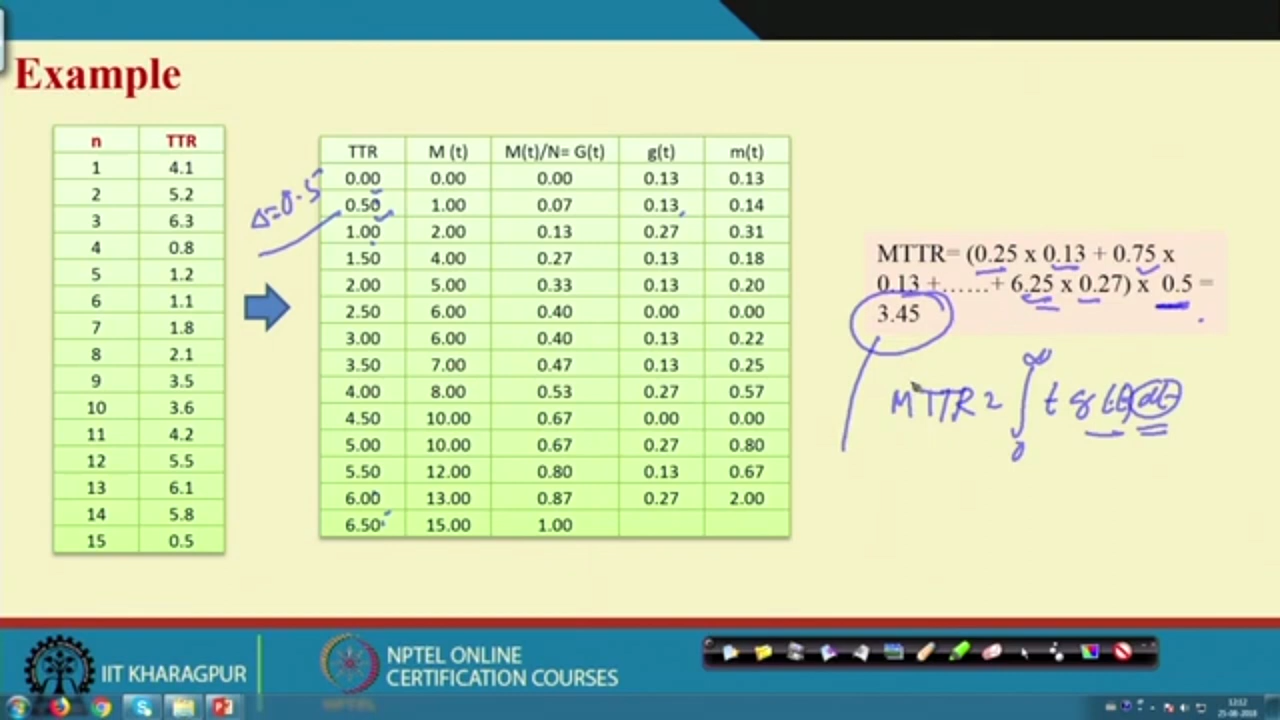 Example
n TTR
1 4.1
2 5.2
3 6.3
4 0.8
5 1.2
6 1.1
7 1.8
8 2.1
9 3.5
10 3.6
11 4.2
12 5.5
13 6.1
14 5.8
15 0.5
Δ=0.5
TTR M (t) M(t)/N= G(t) g(t) m(t)
0.00 0.00 0.00 0.13 0.13
0.50 1.00 0.07 0.13 0.14
1.00 2.00 0.13 0.27 0.31
1.50 4.00 0.27 0.13 0.18
2.00 5.00 0.33 0.13 0.20
2.50 6.00 0.40 0.00 0.00
3.00 6.00 0.40 0.13 0.22
3.50 7.00 0.47 0.13 0.25
4.00 8.00 0.53 0.27 0.57
4.50 10.00 0.67 0.00 0.00
5.00 10.00 0.67 0.27 0.80
5.50 12.00 0.80 0.13 0.67
6.00 13.00 0.87 0.27 2.00
6.50 15.00 1.00
MTTR= (0.25 x 0.13 + 0.75 x
0.13 +......+ 6.25 x 0.27) x 0.5 =
3.45
MTTR = ∫₀^∞ t g(t) dt
IIT KHARAGPUR
NPTEL ONLINE
CERTIFICATION COURSES
12:12
25-08-2018